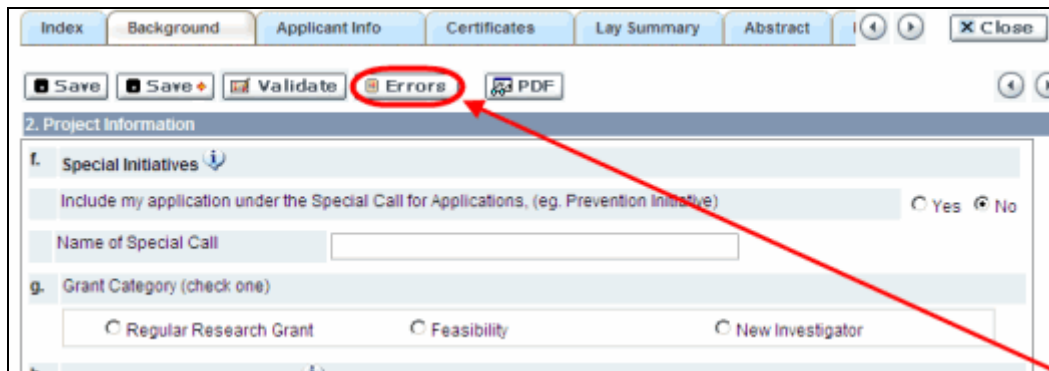 Index Background Applicant Info Certificates Lay Summary Abstract Close
Save Save Validate Errors PDF
2. Project Information
f. Special Initiatives
Include my application under the Special Call for Applications, (eg. Prevention Initiative) Yes No
Name of Special Call
g. Grant Category (check one)
Regular Research Grant Feasibility New Investigator